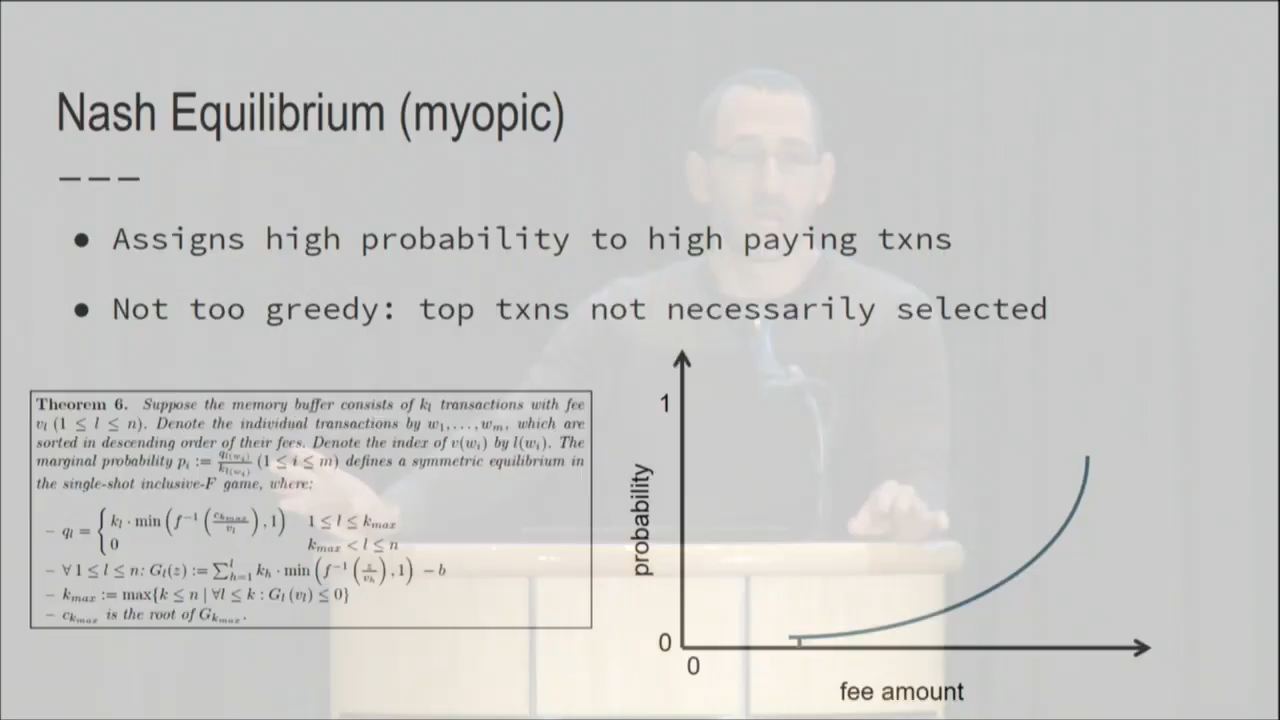 Nash Equilibrium (myopic)
● Assigns high probability to high paying txns
● Not too greedy: top txns not necessarily selected
Theorem 6. Suppose the memory buffer consists of k_l transactions with fee
v_l (1 ≤ l ≤ n). Denote the individual transactions by w_1, . . . , w_m, which are
sorted in descending order of their fees. Denote the index of v(w_i) by l(w_i). The
marginal probability p_i := q_{l(w_i)}/k_{l(w_i)} (1 ≤ i ≤ m) defines a symmetric equilibrium in
the single-shot inclusive-F game, where:
– q_l = { k_l · min(f^{-1}(c_{k_max}/v_l), 1) 1 ≤ l ≤ k_max
0 k_max < l ≤ n
– ∀ 1 ≤ l ≤ n: G_l(z) := ∑_{h=1}^{l} k_h · min(f^{-1}(z/v_h), 1) − b
– k_max := max{k ≤ n | ∀l ≤ k : G_l(v_l) ≤ 0}
– c_{k_max} is the root of G_{k_max}.
1
probability
0
0
fee amount